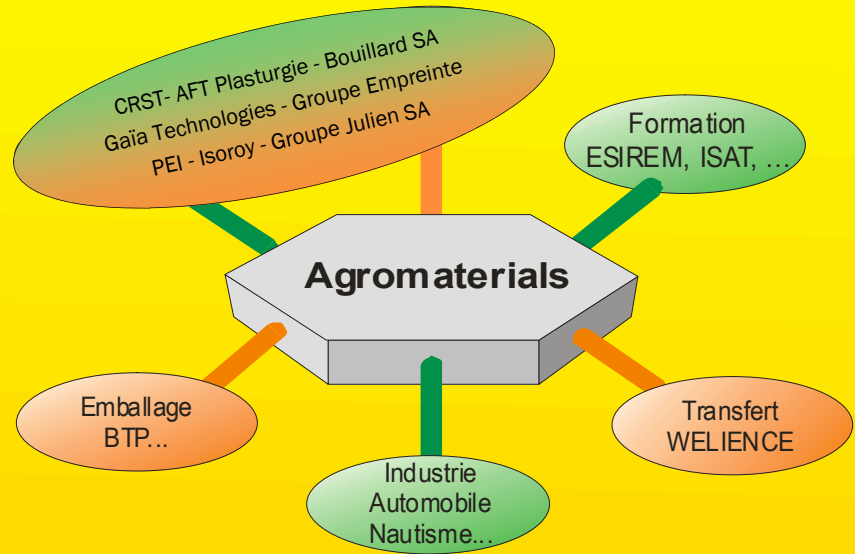 CRST- AFT Plasturgie - Bouillard SA
Gaïa Technologies - Groupe Empreinte
PEI - Isoroy - Groupe Julien SA
Formation
ESIREM, ISAT, ...
Agromaterials
Emballage
BTP...
Industrie
Automobile
Nautisme...
Transfert
WELIENCE